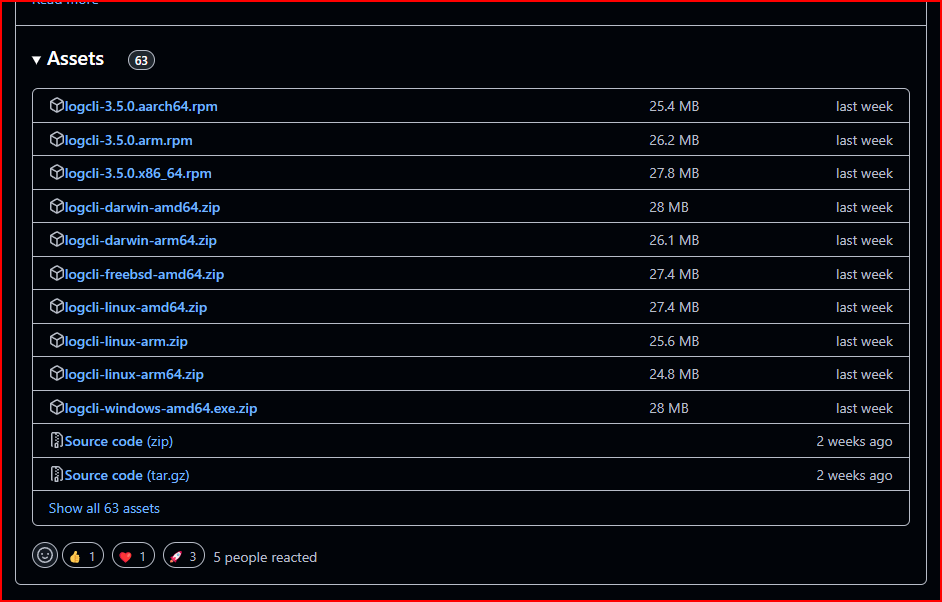 Read more
Assets 63
logcli-3.5.0.aarch64.rpm 25.4 MB last week
logcli-3.5.0.arm.rpm 26.2 MB last week
logcli-3.5.0.x86_64.rpm 27.8 MB last week
logcli-darwin-amd64.zip 28 MB last week
logcli-darwin-arm64.zip 26.1 MB last week
logcli-freebsd-amd64.zip 27.4 MB last week
logcli-linux-amd64.zip 27.4 MB last week
logcli-linux-arm.zip 25.6 MB last week
logcli-linux-arm64.zip 24.8 MB last week
logcli-windows-amd64.exe.zip 28 MB last week
Source code (zip) 2 weeks ago
Source code (tar.gz) 2 weeks ago
Show all 63 assets
1 1 3 5 people reacted